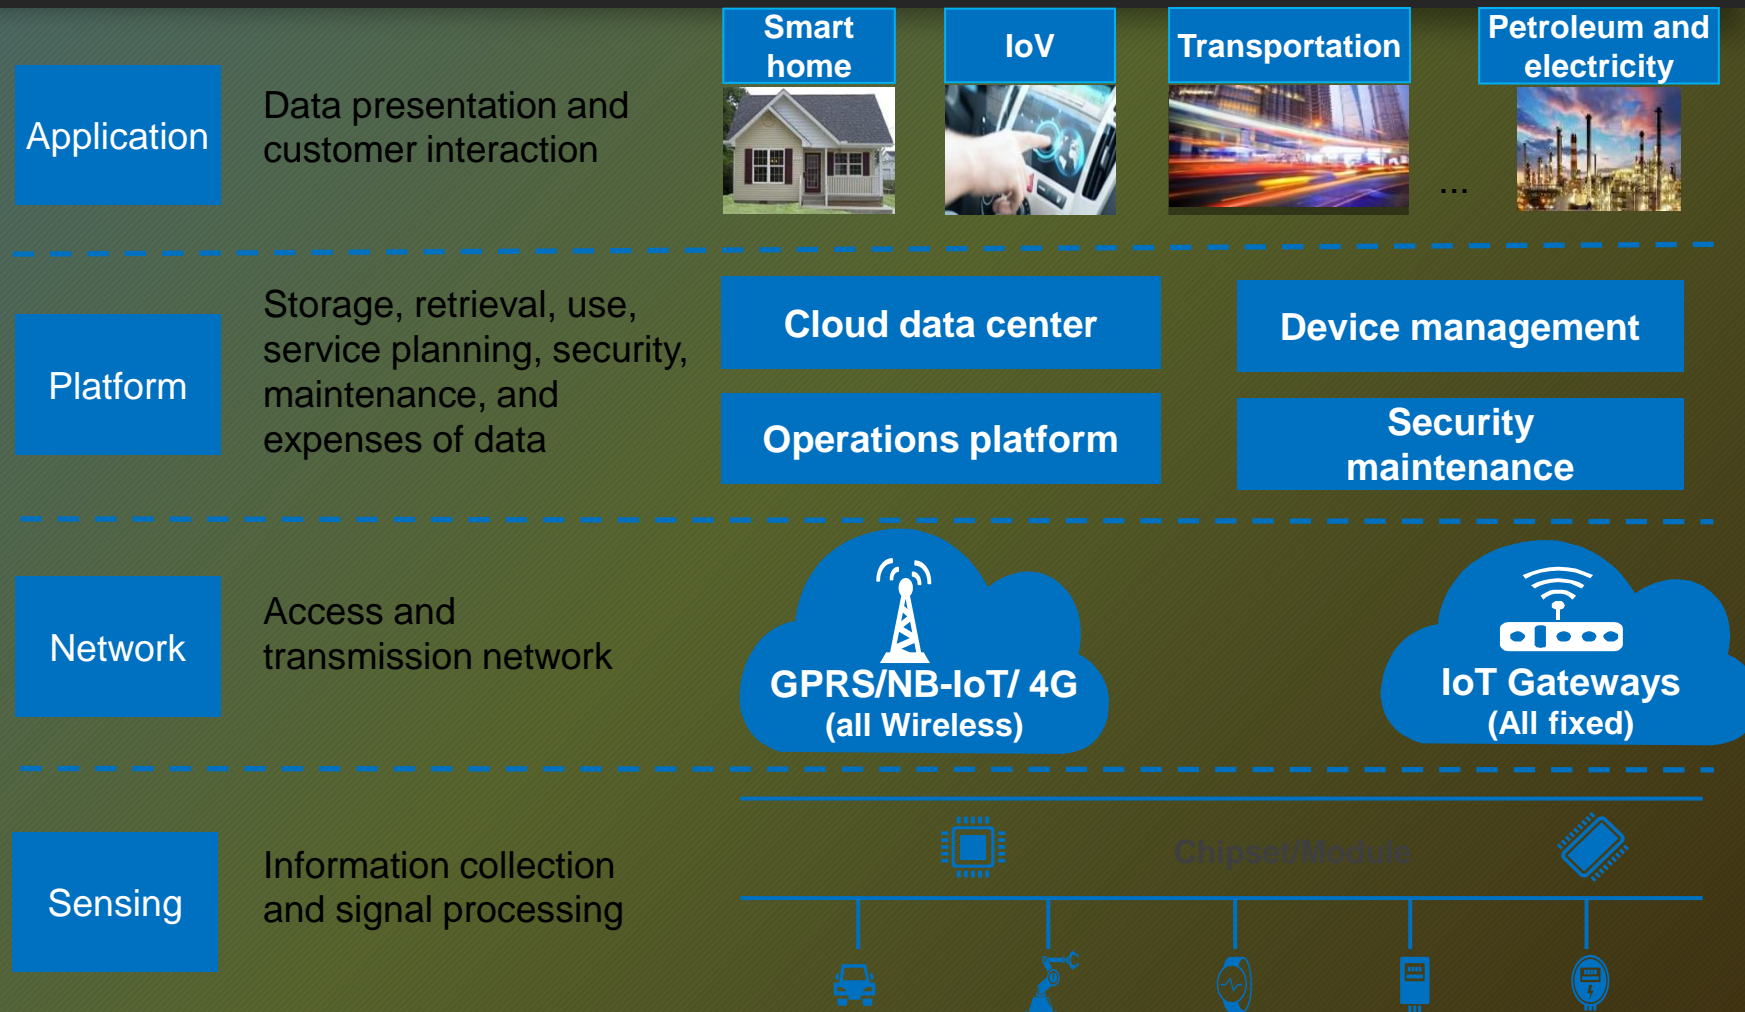 Smart
home
IoV
Transportation
Petroleum and
electricity
Application
Data presentation and
customer interaction
...
Platform
Storage, retrieval, use,
service planning, security,
maintenance, and
expenses of data
Cloud data center
Device management
Operations platform
Security
maintenance
Network
Access and
transmission network
GPRS/NB-IoT/ 4G
(all Wireless)
IoT Gateways
(All fixed)
Sensing
Information collection
and signal processing
Chipset/Module